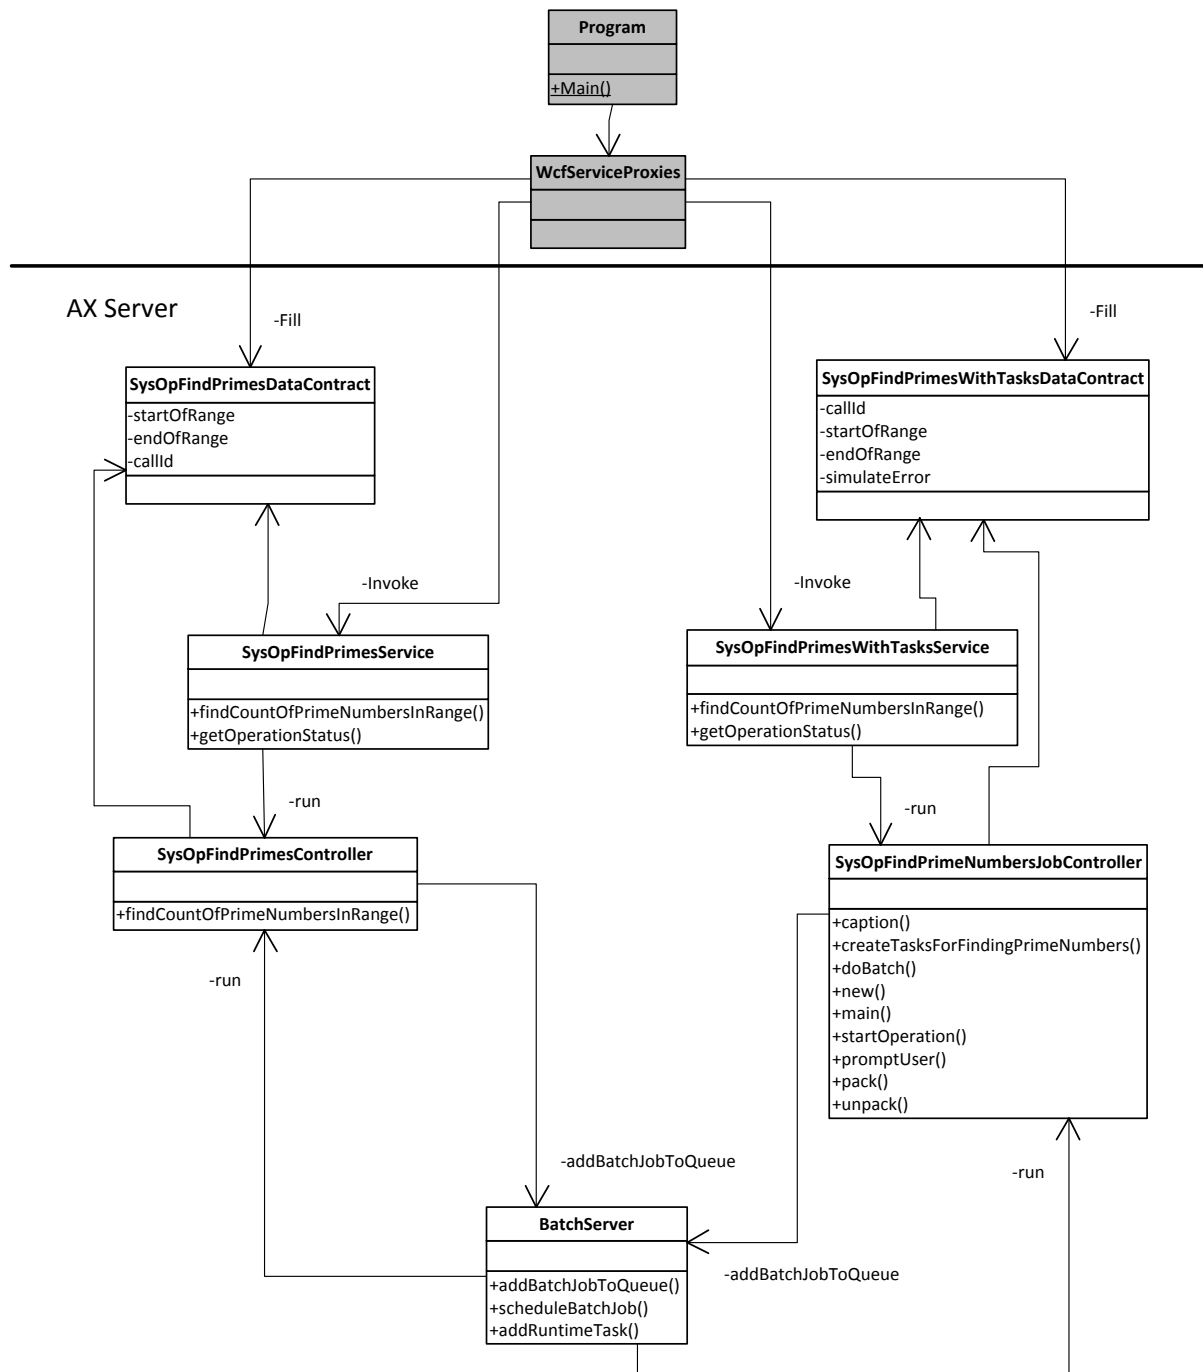 Program
+Main()
WcfServiceProxies
AX Server
-Fill
-Fill
SysOpFindPrimesDataContract
-startOfRange
-endOfRange
-callId
SysOpFindPrimesWithTasksDataContract
-callId
-startOfRange
-endOfRange
-simulateError
-Invoke
-Invoke
SysOpFindPrimesService
+findCountOfPrimeNumbersInRange()
+getOperationStatus()
SysOpFindPrimesWithTasksService
+findCountOfPrimeNumbersInRange()
+getOperationStatus()
-run
-run
SysOpFindPrimesController
+findCountOfPrimeNumbersInRange()
SysOpFindPrimeNumbersJobController
+caption()
+createTasksForFindingPrimeNumbers()
+doBatch()
+new()
+main()
+startOperation()
+promptUser()
+pack()
+unpack()
-run
-addBatchJobToQueue
-run
BatchServer
+addBatchJobToQueue()
+scheduleBatchJob()
+addRuntimeTask()
-addBatchJobToQueue